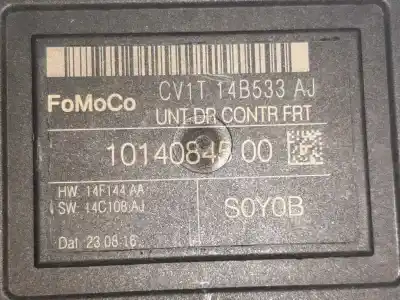 CV1T 14B533 AJ
FoMoCo
UNT DR CONTR FRT
10140845 00
HW: 14F144 AA
SW: 14C108 AJ
S0Y0B
Dat: 23.08.16